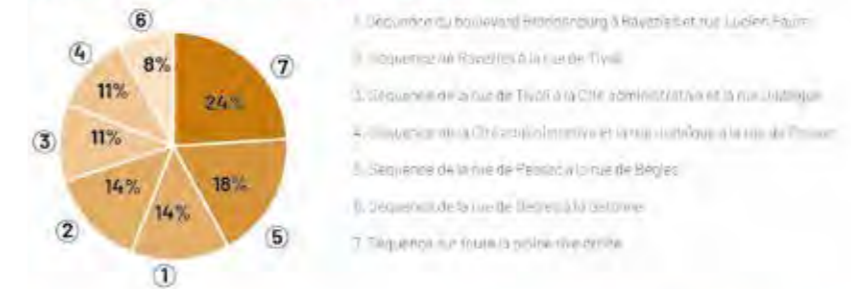 ⑥
④
8%
⑦
11%
24%
③
11%
18%
14%
14%
②
⑤
①
1. Séquence du boulevard Brandenburg à Ravezies et rue Lucien Faure
2. Séquence de Ravezies à la rue de Tivoli
3. Séquence de la rue de Tivoli à la Cité administrative et la rue
4. Séquence de la Cité administrative et la rue à la rue de Pessac
5. Séquence de la rue de Pessac à la rue de Bègles
6. Séquence de la rue de Bègles à la Garonne
7. Séquence sur toute la plaine rive droite